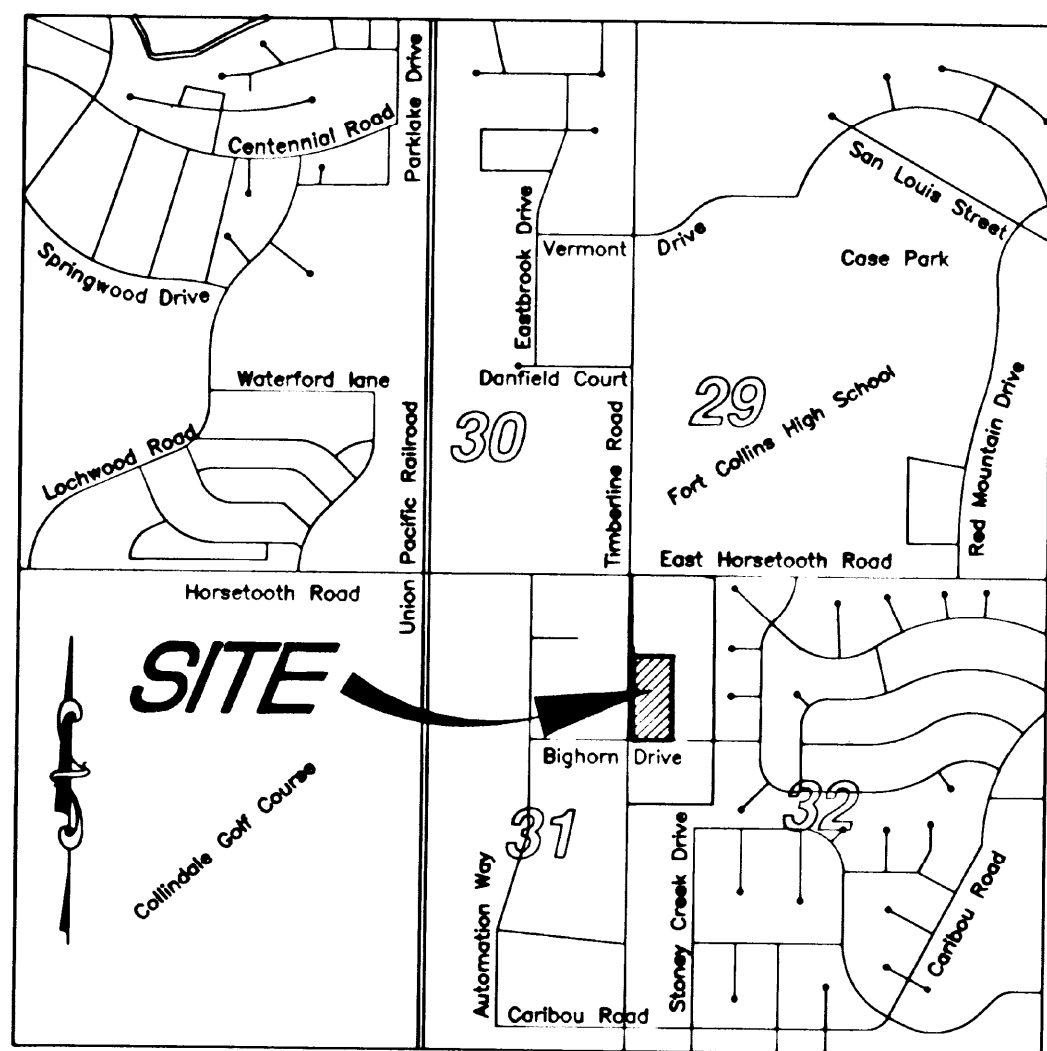 Parklake Drive
Centennial Road
San Louis Street
Eastbrook Drive
Vermont Drive
Case Park
Springwood Drive
Waterford lane
Danfield Court
29
30
Fort Collins High School
Red Mountain Drive
Lochwood Road
Union Pacific Railroad
Timberline Road
East Horsetooth Road
Horsetooth Road
SITE
Bighorn Drive
Collindale Golf Course
31
32
Stoney Creek Drive
Automation Way
Caribou Road
Caribou Road